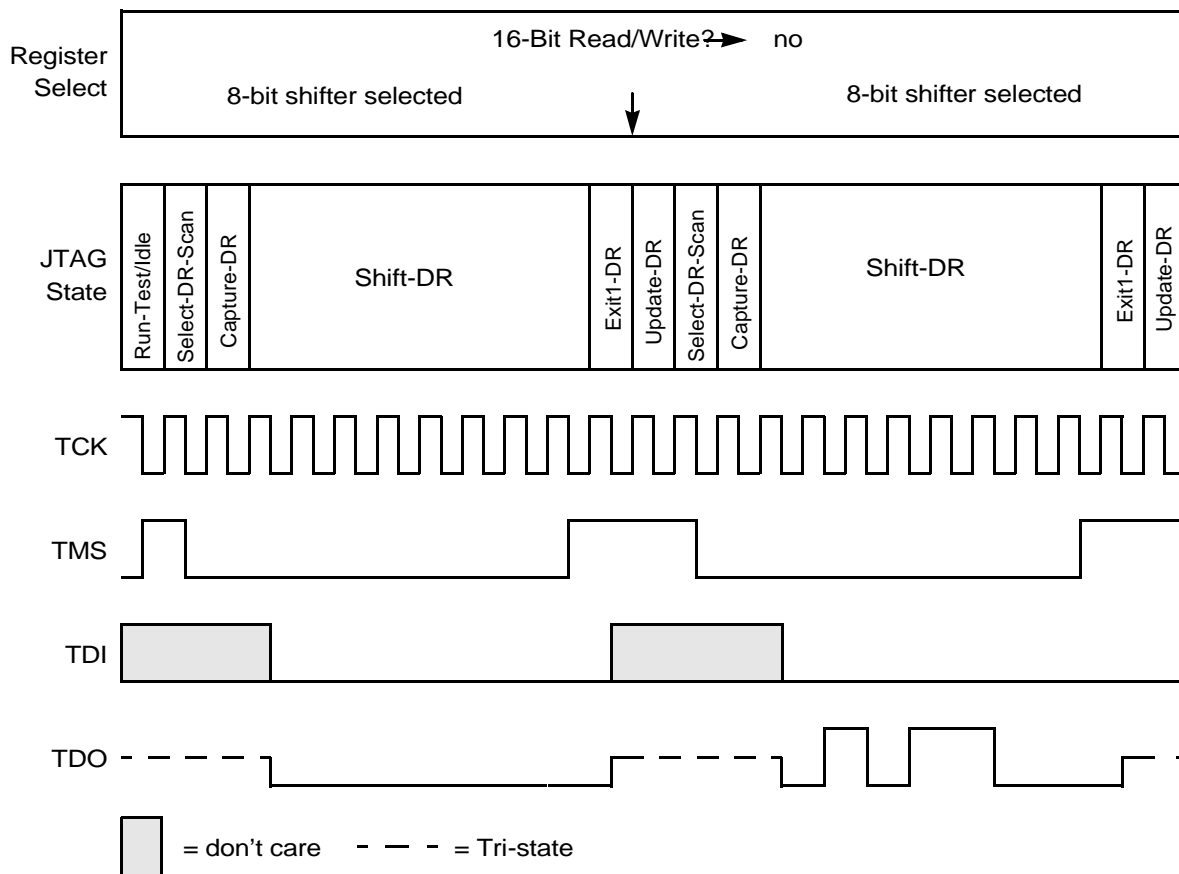 Register
Select
16-Bit Read/Write? no
8-bit shifter selected
8-bit shifter selected
JTAG
State
Run-Test/Idle
Select-DR-Scan
Capture-DR
Shift-DR
Exit1-DR
Update-DR
Select-DR-Scan
Capture-DR
Shift-DR
Exit1-DR
Update-DR
TCK
TMS
TDI
TDO
= don't care
= Tri-state